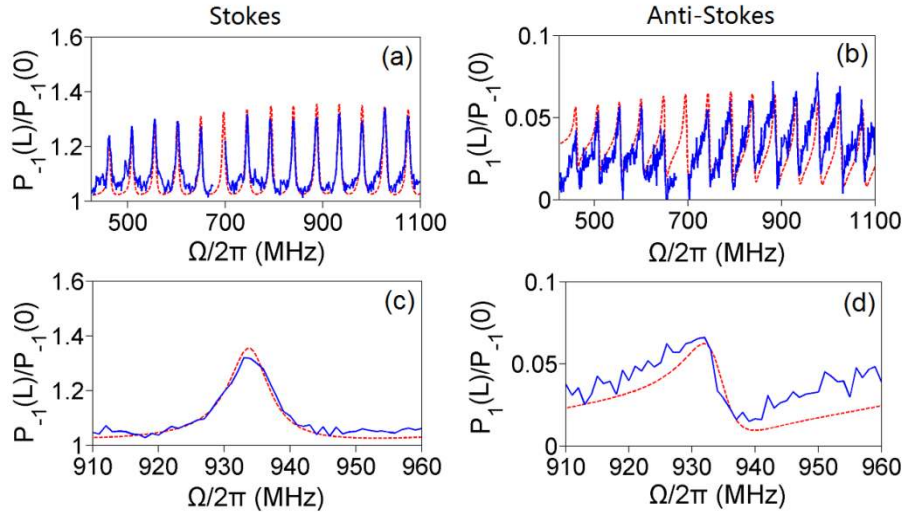 Stokes
Anti-Stokes
(a)
P₋₁(L)/P₋₁(0)
1.6
1.4
1.2
1
500 700 900 1100
Ω/2π (MHz)
(b)
P₁(L)/P₋₁(0)
0.1
0.05
0
500 600 700 800 900 1000 1100
Ω/2π (MHz)
(c)
P₋₁(L)/P₋₁(0)
1.6
1.4
1.2
1
910 920 930 940 950 960
Ω/2π (MHz)
(d)
P₁(L)/P₋₁(0)
0.1
0.05
0
910 920 930 940 950 960
Ω/2π (MHz)